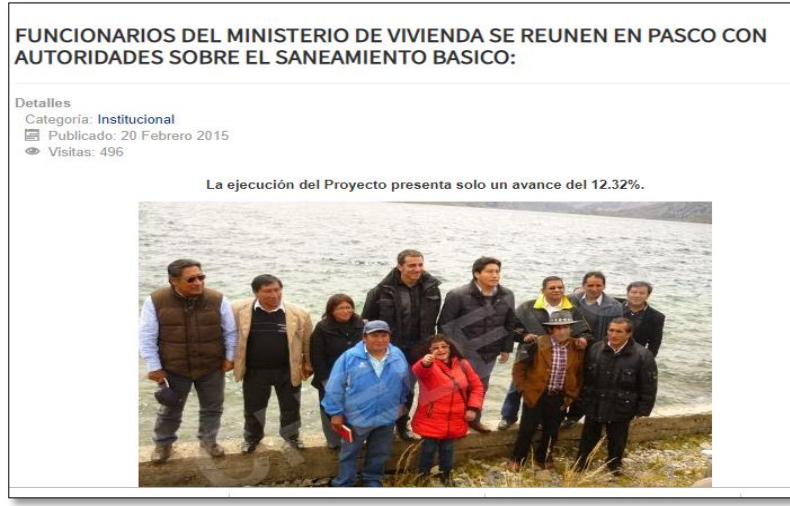 FUNCIONARIOS DEL MINISTERIO DE VIVIENDA SE REUNEN EN PASCO CON
AUTORIDADES SOBRE EL SANEAMIENTO BASICO:
Detalles
Categoría: Institucional
Publicado: 20 Febrero 2015
Visitas: 496
La ejecución del Proyecto presenta solo un avance del 12.32%.